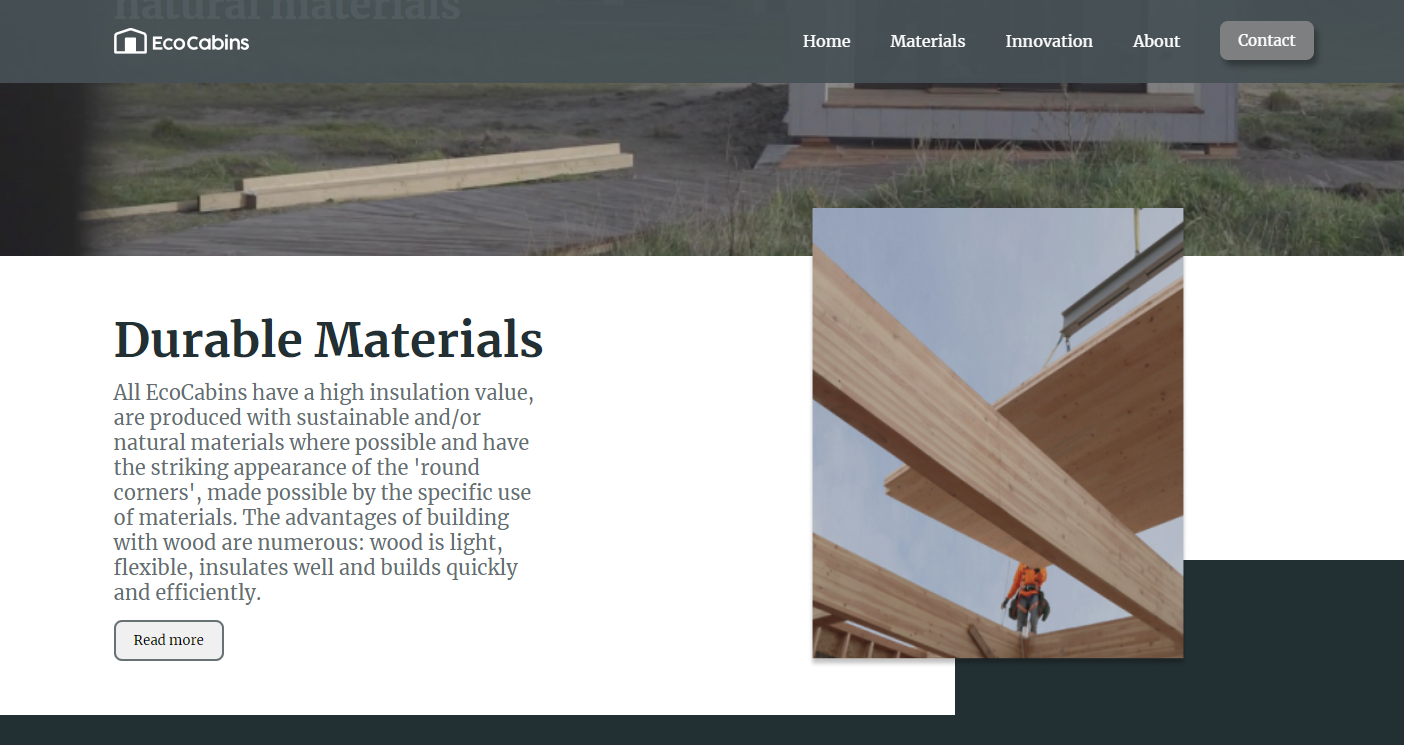 natural materials
EcoCabins
Home
Materials
Innovation
About
Contact
Durable Materials
All EcoCabins have a high insulation value,
are produced with sustainable and/or
natural materials where possible and have
the striking appearance of the 'round
corners', made possible by the specific use
of materials. The advantages of building
with wood are numerous: wood is light,
flexible, insulates well and builds quickly
and efficiently.
Read more